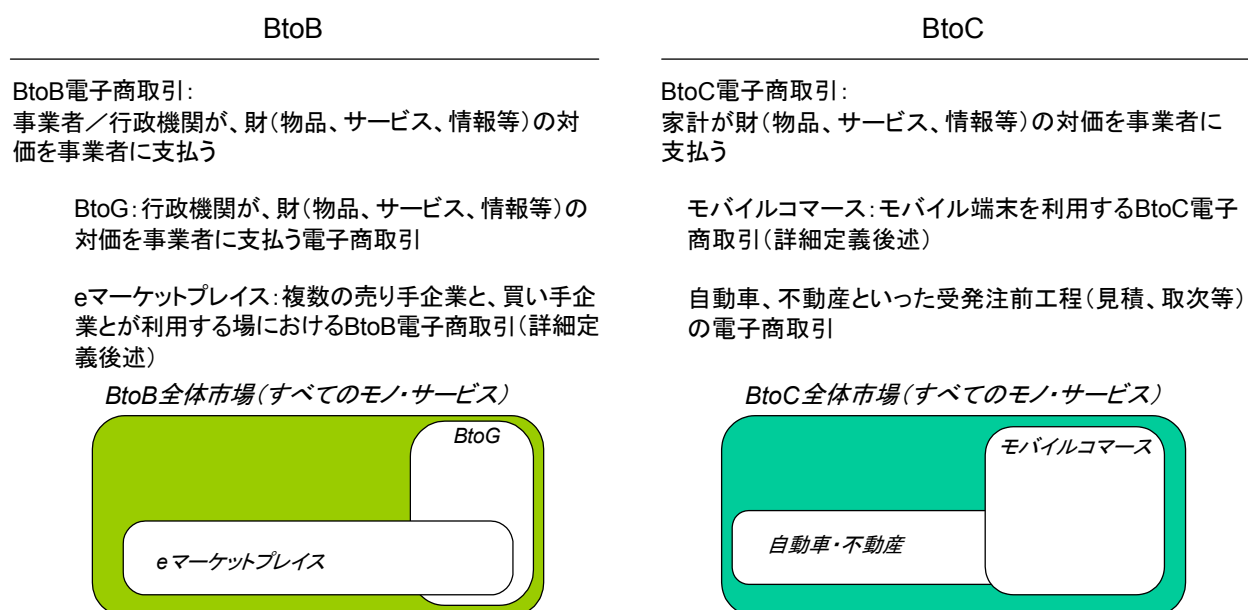 BtoB
BtoB電子商取引:
事業者／行政機関が、財(物品、サービス、情報等)の対
価を事業者に支払う
BtoG:行政機関が、財(物品、サービス、情報等)の
対価を事業者に支払う電子商取引
eマーケットプレイス:複数の売り手企業と、買い手企
業とが利用する場におけるBtoB電子商取引(詳細定
義後述)
BtoB全体市場(すべてのモノ・サービス)
BtoG
eマーケットプレイス
BtoC
BtoC電子商取引:
家計が財(物品、サービス、情報等)の対価を事業者に
支払う
モバイルコマース:モバイル端末を利用するBtoC電子
商取引(詳細定義後述)
自動車、不動産といった受発注前工程(見積、取次等)
の電子商取引
BtoC全体市場(すべてのモノ・サービス)
モバイルコマース
自動車・不動産